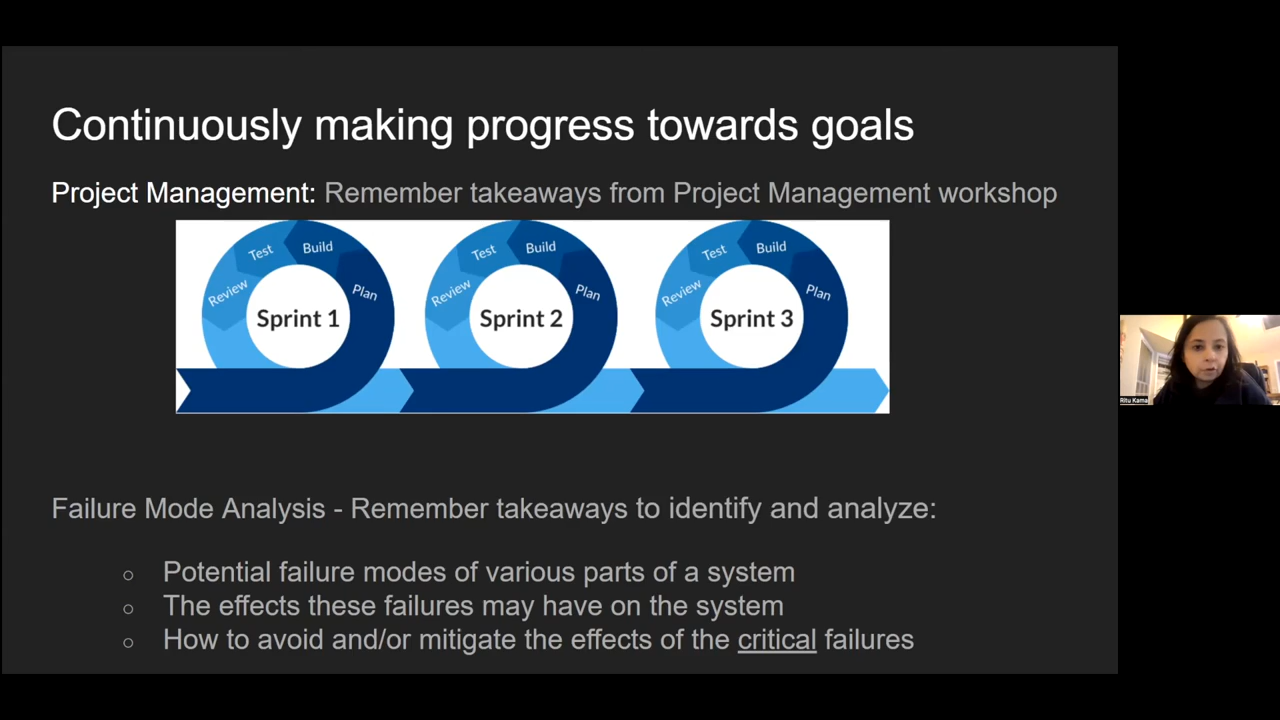 Continuously making progress towards goals
Project Management: Remember takeaways from Project Management workshop
Test
Build
Review
Plan
Sprint 1
Test
Build
Review
Plan
Sprint 2
Test
Build
Review
Plan
Sprint 3
Ritu Kama
Failure Mode Analysis - Remember takeaways to identify and analyze:
Potential failure modes of various parts of a system
The effects these failures may have on the system
How to avoid and/or mitigate the effects of the critical failures